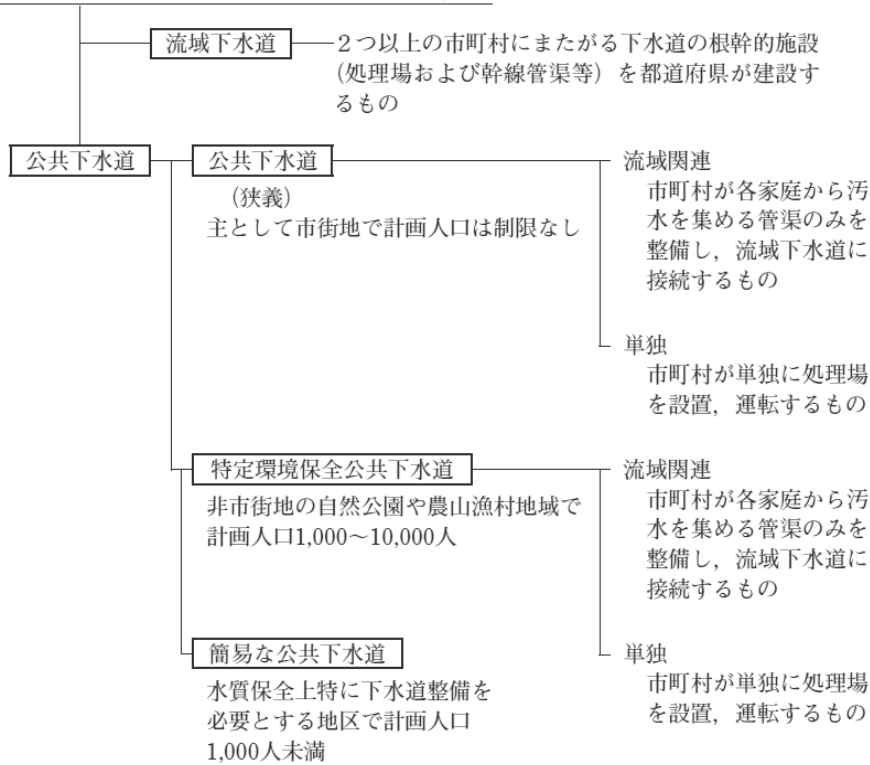 流域下水道
2つ以上の市町村にまたがる下水道の根幹的施設
（処理場および幹線管渠等）を都道府県が建設す
るもの
公共下水道
公共下水道
（狭義）
主として市街地で計画人口は制限なし
流域関連
市町村が各家庭から汚
水を集める管渠のみを
整備し，流域下水道に
接続するもの
単独
市町村が単独に処理場
を設置，運転するもの
特定環境保全公共下水道
非市街地の自然公園や農山漁村地域で
計画人口1,000～10,000人
流域関連
市町村が各家庭から汚
水を集める管渠のみを
整備し，流域下水道に
接続するもの
簡易な公共下水道
水質保全上特に下水道整備を
必要とする地区で計画人口
1,000人未満
単独
市町村が単独に処理場
を設置，運転するもの